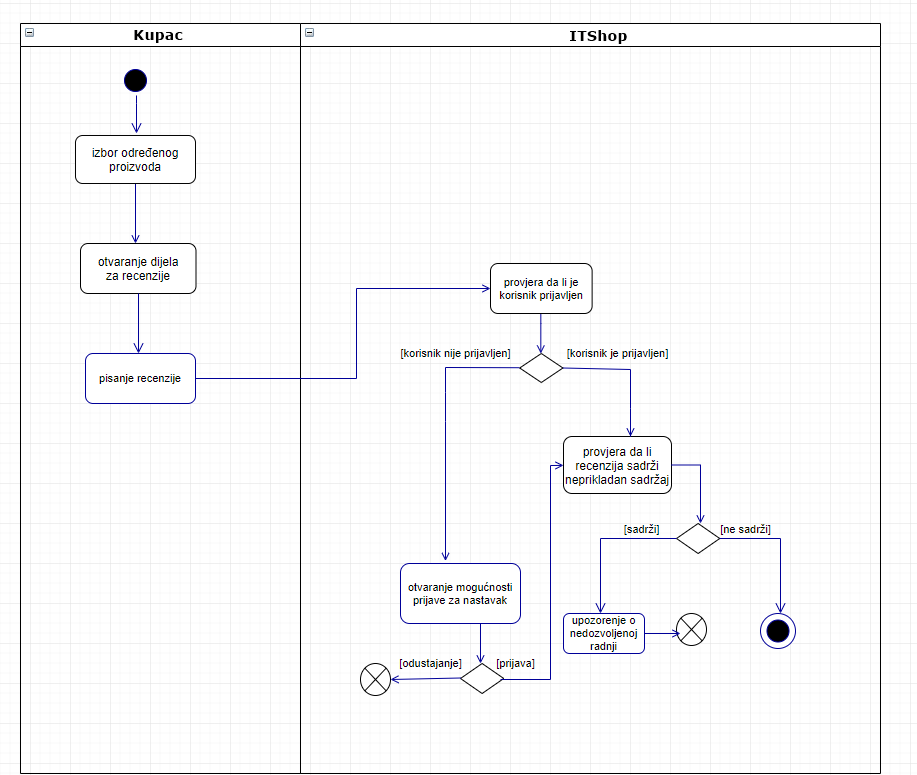 Kupac
ITShop
izbor određenog
proizvoda
otvaranje dijela
za recenzije
pisanje recenzije
provjera da li je
korisnik prijavljen
[korisnik nije prijavljen]
[korisnik je prijavljen]
provjera da li
recenzija sadrži
neprikladan sadržaj
[sadrži]
[ne sadrži]
otvaranje mogućnosti
prijave za nastavak
upozorenje o
nedozvoljenoj
radnji
[odustajanje]
[prijava]